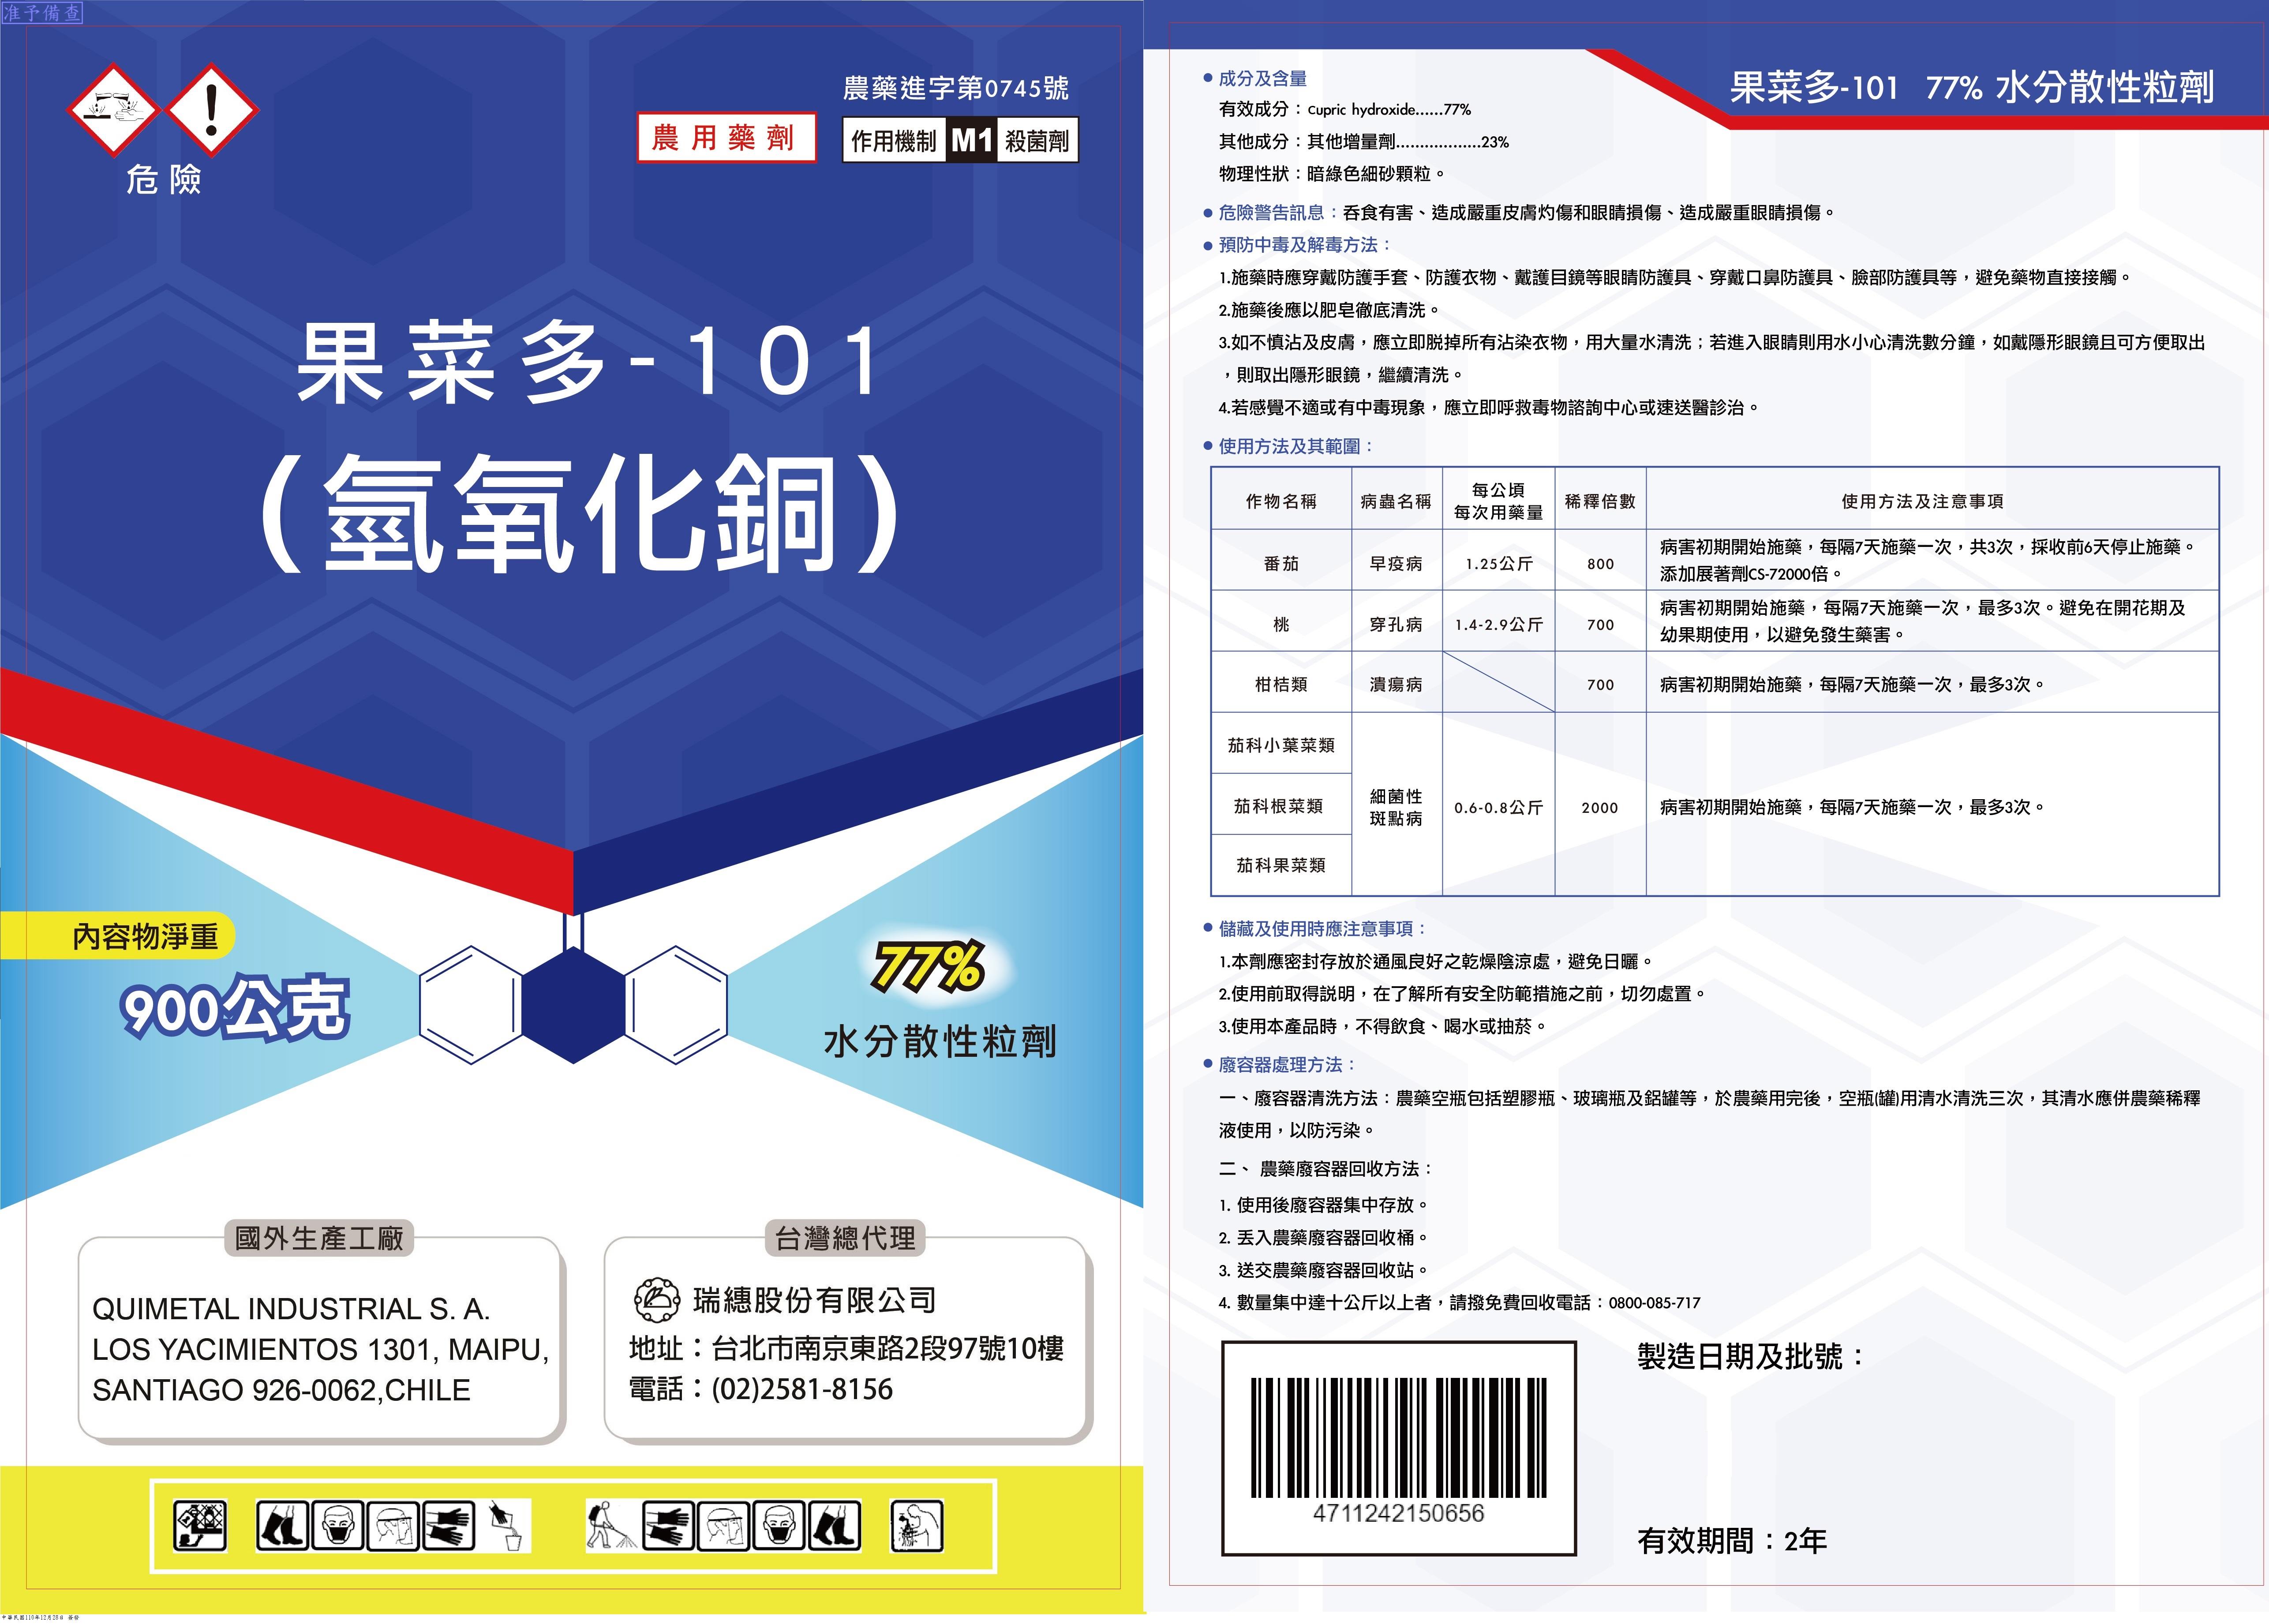 准予備查
農藥進字第0745號
農用藥劑
作用機制 M1 殺菌劑
危險
果菜多-101
(氫氧化銅)
內容物淨重
900公克
77%
水分散性粒劑
國外生產工廠
QUIMETAL INDUSTRIAL S. A.
LOS YACIMIENTOS 1301, MAIPU,
SANTIAGO 926-0062,CHILE
台灣總代理
瑞繐股份有限公司
地址：台北市南京東路2段97號10樓
電話：(02)2581-8156
中華民國110年12月28日
果菜多-101 77% 水分散性粒劑
● 成分及含量
有效成分：Cupric hydroxide......77%
其他成分：其他增量劑..................23%
物理性狀：暗綠色細砂顆粒。
● 危險警告訊息：吞食有害、造成嚴重皮膚灼傷和眼睛損傷、造成嚴重眼睛損傷。
● 預防中毒及解毒方法：
1.施藥時應穿戴防護手套、防護衣物、戴護目鏡等眼睛防護具、穿戴口鼻防護具、臉部防護具等，避免藥物直接接觸。
2.施藥後應以肥皂徹底清洗。
3.如不慎沾及皮膚，應立即脫掉所有沾染衣物，用大量水清洗；若進入眼睛則用水小心清洗數分鐘，如戴隱形眼鏡且可方便取出
，則取出隱形眼鏡，繼續清洗。
4.若感覺不適或有中毒現象，應立即呼救毒物諮詢中心或速送醫診治。
● 使用方法及其範圍：
作物名稱 病蟲名稱 每公頃 每次用藥量 稀釋倍數 使用方法及注意事項
番茄 早疫病 1.25公斤 800 病害初期開始施藥，每隔7天施藥一次，共3次，採收前6天停止施藥。
添加展著劑CS-72000倍。
桃 穿孔病 1.4-2.9公斤 700 病害初期開始施藥，每隔7天施藥一次，最多3次。避免在開花期及
幼果期使用，以避免發生藥害。
柑桔類 潰瘍病 700 病害初期開始施藥，每隔7天施藥一次，最多3次。
茄科小葉菜類
茄科根菜類 細菌性 斑點病 0.6-0.8公斤 2000 病害初期開始施藥，每隔7天施藥一次，最多3次。
茄科果菜類
● 儲藏及使用時應注意事項：
1.本劑應密封存放於通風良好之乾燥陰涼處，避免日曬。
2.使用前取得說明，在了解所有安全防範措施之前，切勿處置。
3.使用本產品時，不得飲食、喝水或抽菸。
● 廢容器處理方法：
一、廢容器清洗方法：農藥空瓶包括塑膠瓶、玻璃瓶及鋁罐等，於農藥用完後，空瓶(罐)用清水清洗三次，其清水應併農藥稀釋
液使用，以防污染。
二、 農藥廢容器回收方法：
1. 使用後廢容器集中存放。
2. 丟入農藥廢容器回收桶。
3. 送交農藥廢容器回收站。
4. 數量集中達十公斤以上者，請撥免費回收電話：0800-085-717
4711242150656
製造日期及批號：
有效期間：2年